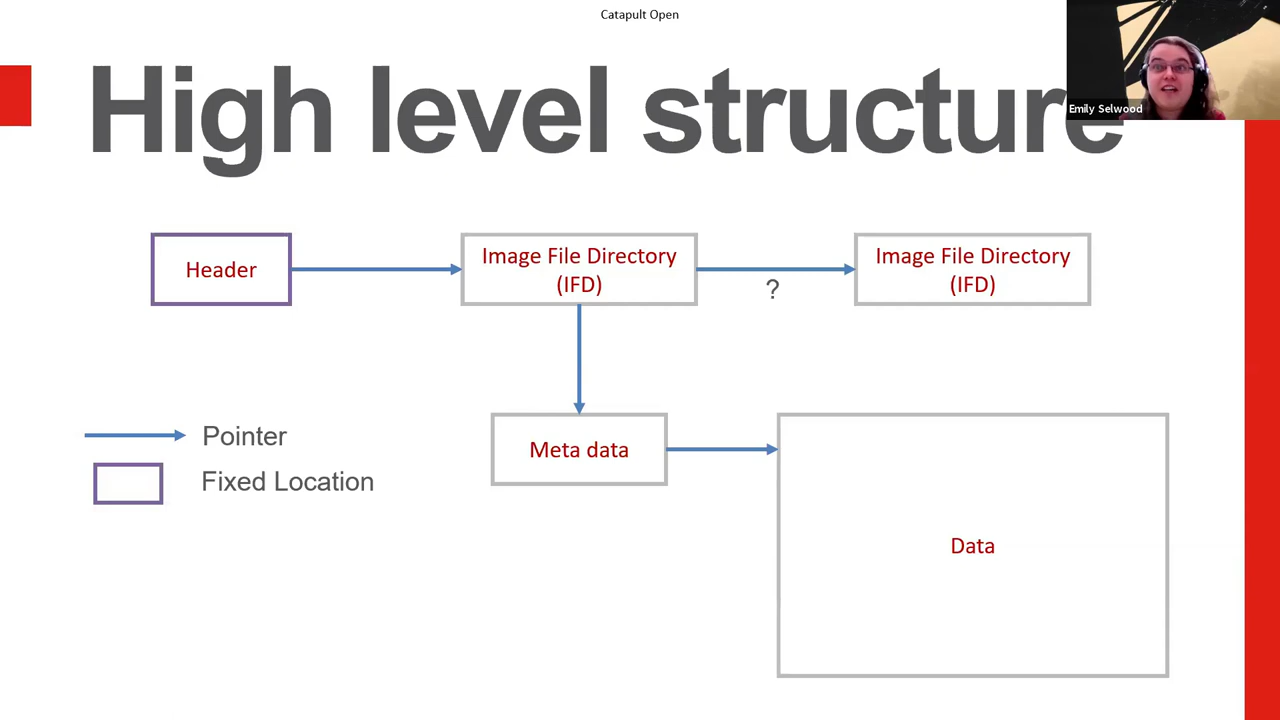 Catapult Open
High level structure
Emily Selwood
Header
Image File Directory
(IFD)
?
Image File Directory
(IFD)
Pointer
Fixed Location
Meta data
Data